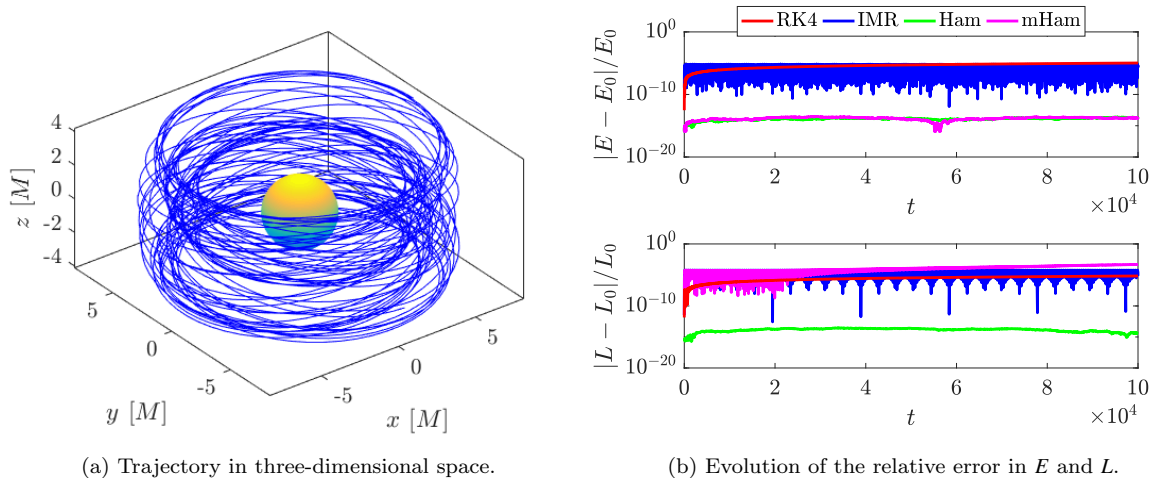 4
2
0
-2
-4
z [M]
5
0
-5
y [M]
5
0
-5
x [M]
(a) Trajectory in three-dimensional space.
RK4 IMR Ham mHam
10^0
10^-10
10^-20
|E − E_0|/E_0
0 2 4 6 8 10
t
×10^4
10^0
10^-10
10^-20
|L − L_0|/L_0
0 2 4 6 8 10
t
×10^4
(b) Evolution of the relative error in E and L.